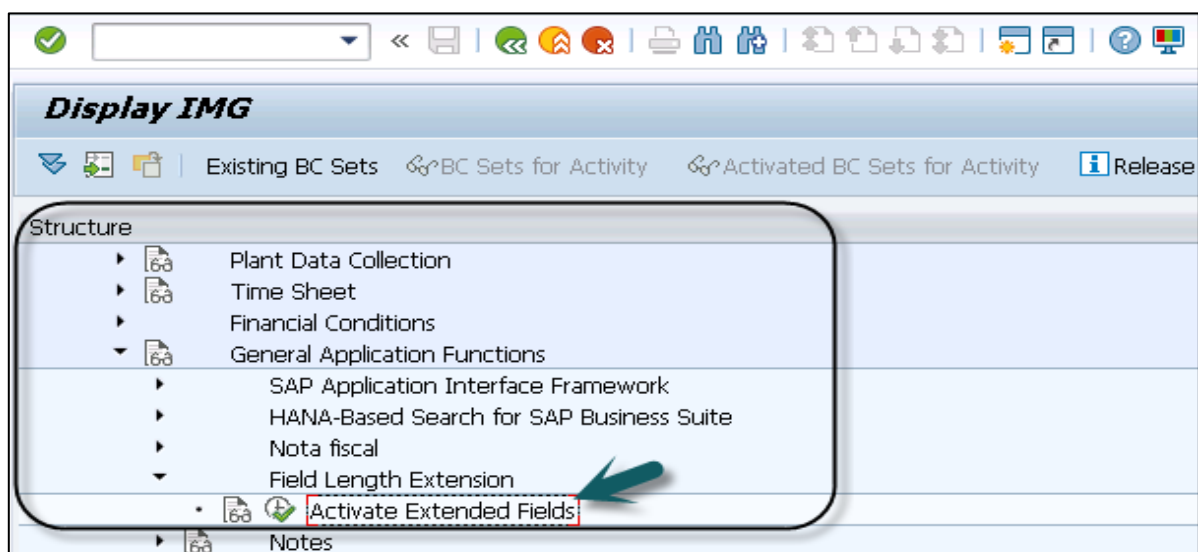 Display IMG
Existing BC Sets BC Sets for Activity Activated BC Sets for Activity Release
Structure
Plant Data Collection
Time Sheet
Financial Conditions
General Application Functions
SAP Application Interface Framework
HANA-Based Search for SAP Business Suite
Nota fiscal
Field Length Extension
Activate Extended Fields
Notes